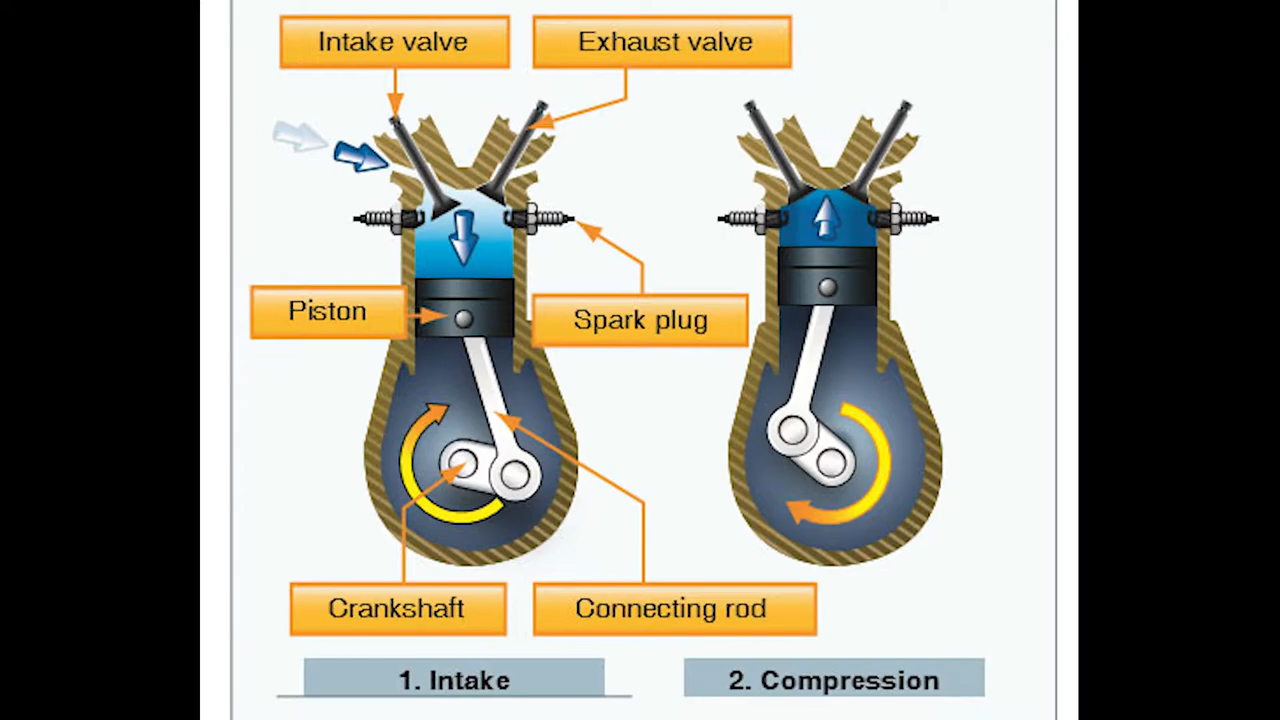 Intake valve
Exhaust valve
Piston
Spark plug
Crankshaft
Connecting rod
1. Intake
2. Compression